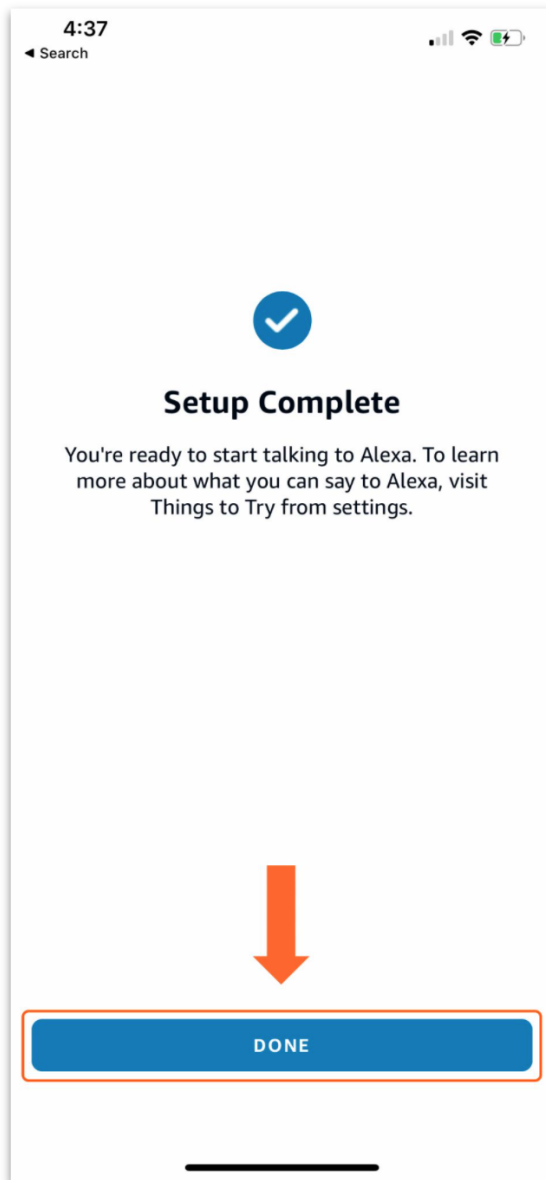 4:37
◀ Search
Setup Complete
You're ready to start talking to Alexa. To learn
more about what you can say to Alexa, visit
Things to Try from settings.
DONE